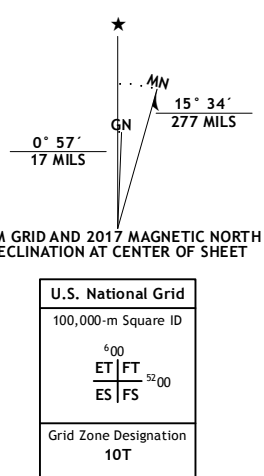 ★
MN
15° 34´
277 MILS
GN
0° 57´
17 MILS
M GRID AND 2017 MAGNETIC NORTH
ECLINATION AT CENTER OF SHEET
U.S. National Grid
100,000-m Square ID
⁶00
ET FT
⁵²00
ES FS
Grid Zone Designation
10T